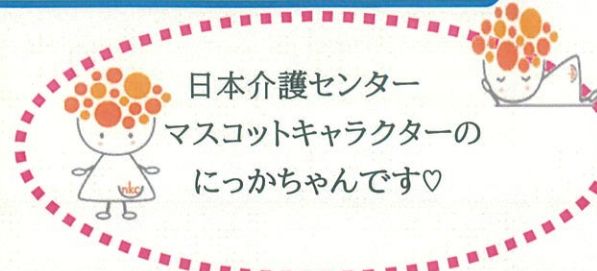 日本介護センター
マスコットキャラクターの
にっかちゃんです♡
nkc